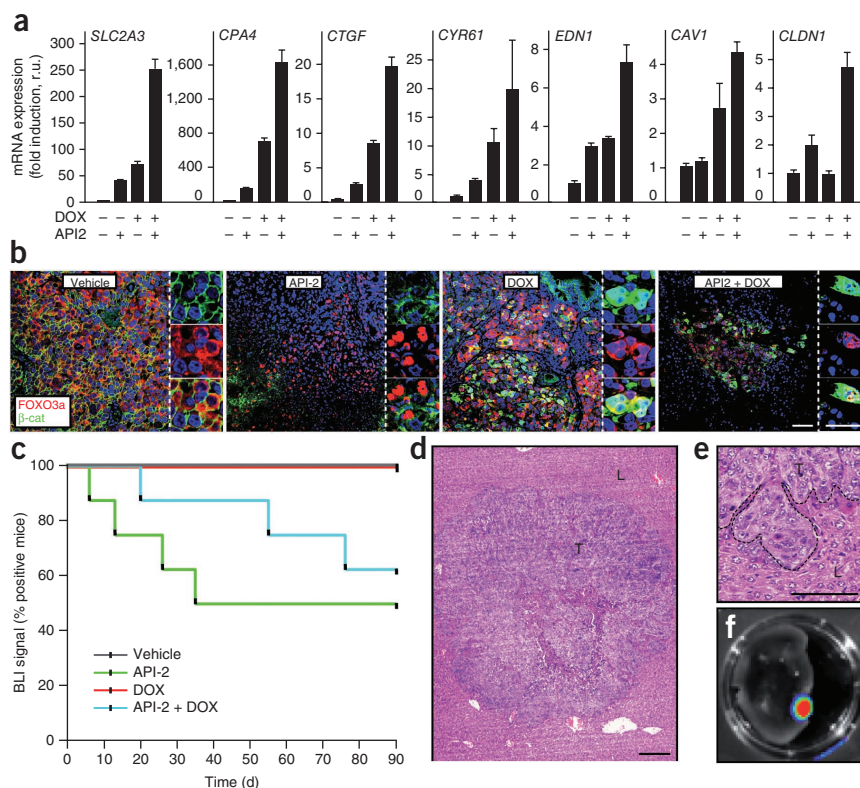 a
SLC2A3 CPA4 CTGF CYR61 EDN1 CAV1 CLDN1
mRNA expression
(fold induction, r.u.)
300 250 200 150 100 50 0
1,600 1,200 800 400 0
20 15 10 5 0
25 20 15 10 5 0
8 6 4 2 0
4 3 2 1 0
5 4 3 2 1 0
DOX – – + + – – + + – – + + – – + + – – + + – – + + – – + +
API2 – + – + – + – + – + – + – + – + – + – + – + – + – + – +
b
Vehicle API-2 DOX API2 + DOX
FOXO3a
β-cat
c
BLI signal (% positive mice)
100
80
60
40
20
0
Vehicle
API-2
DOX
API-2 + DOX
0 10 20 30 40 50 60 70 80 90
Time (d)
d
L
T
e
T
L
f